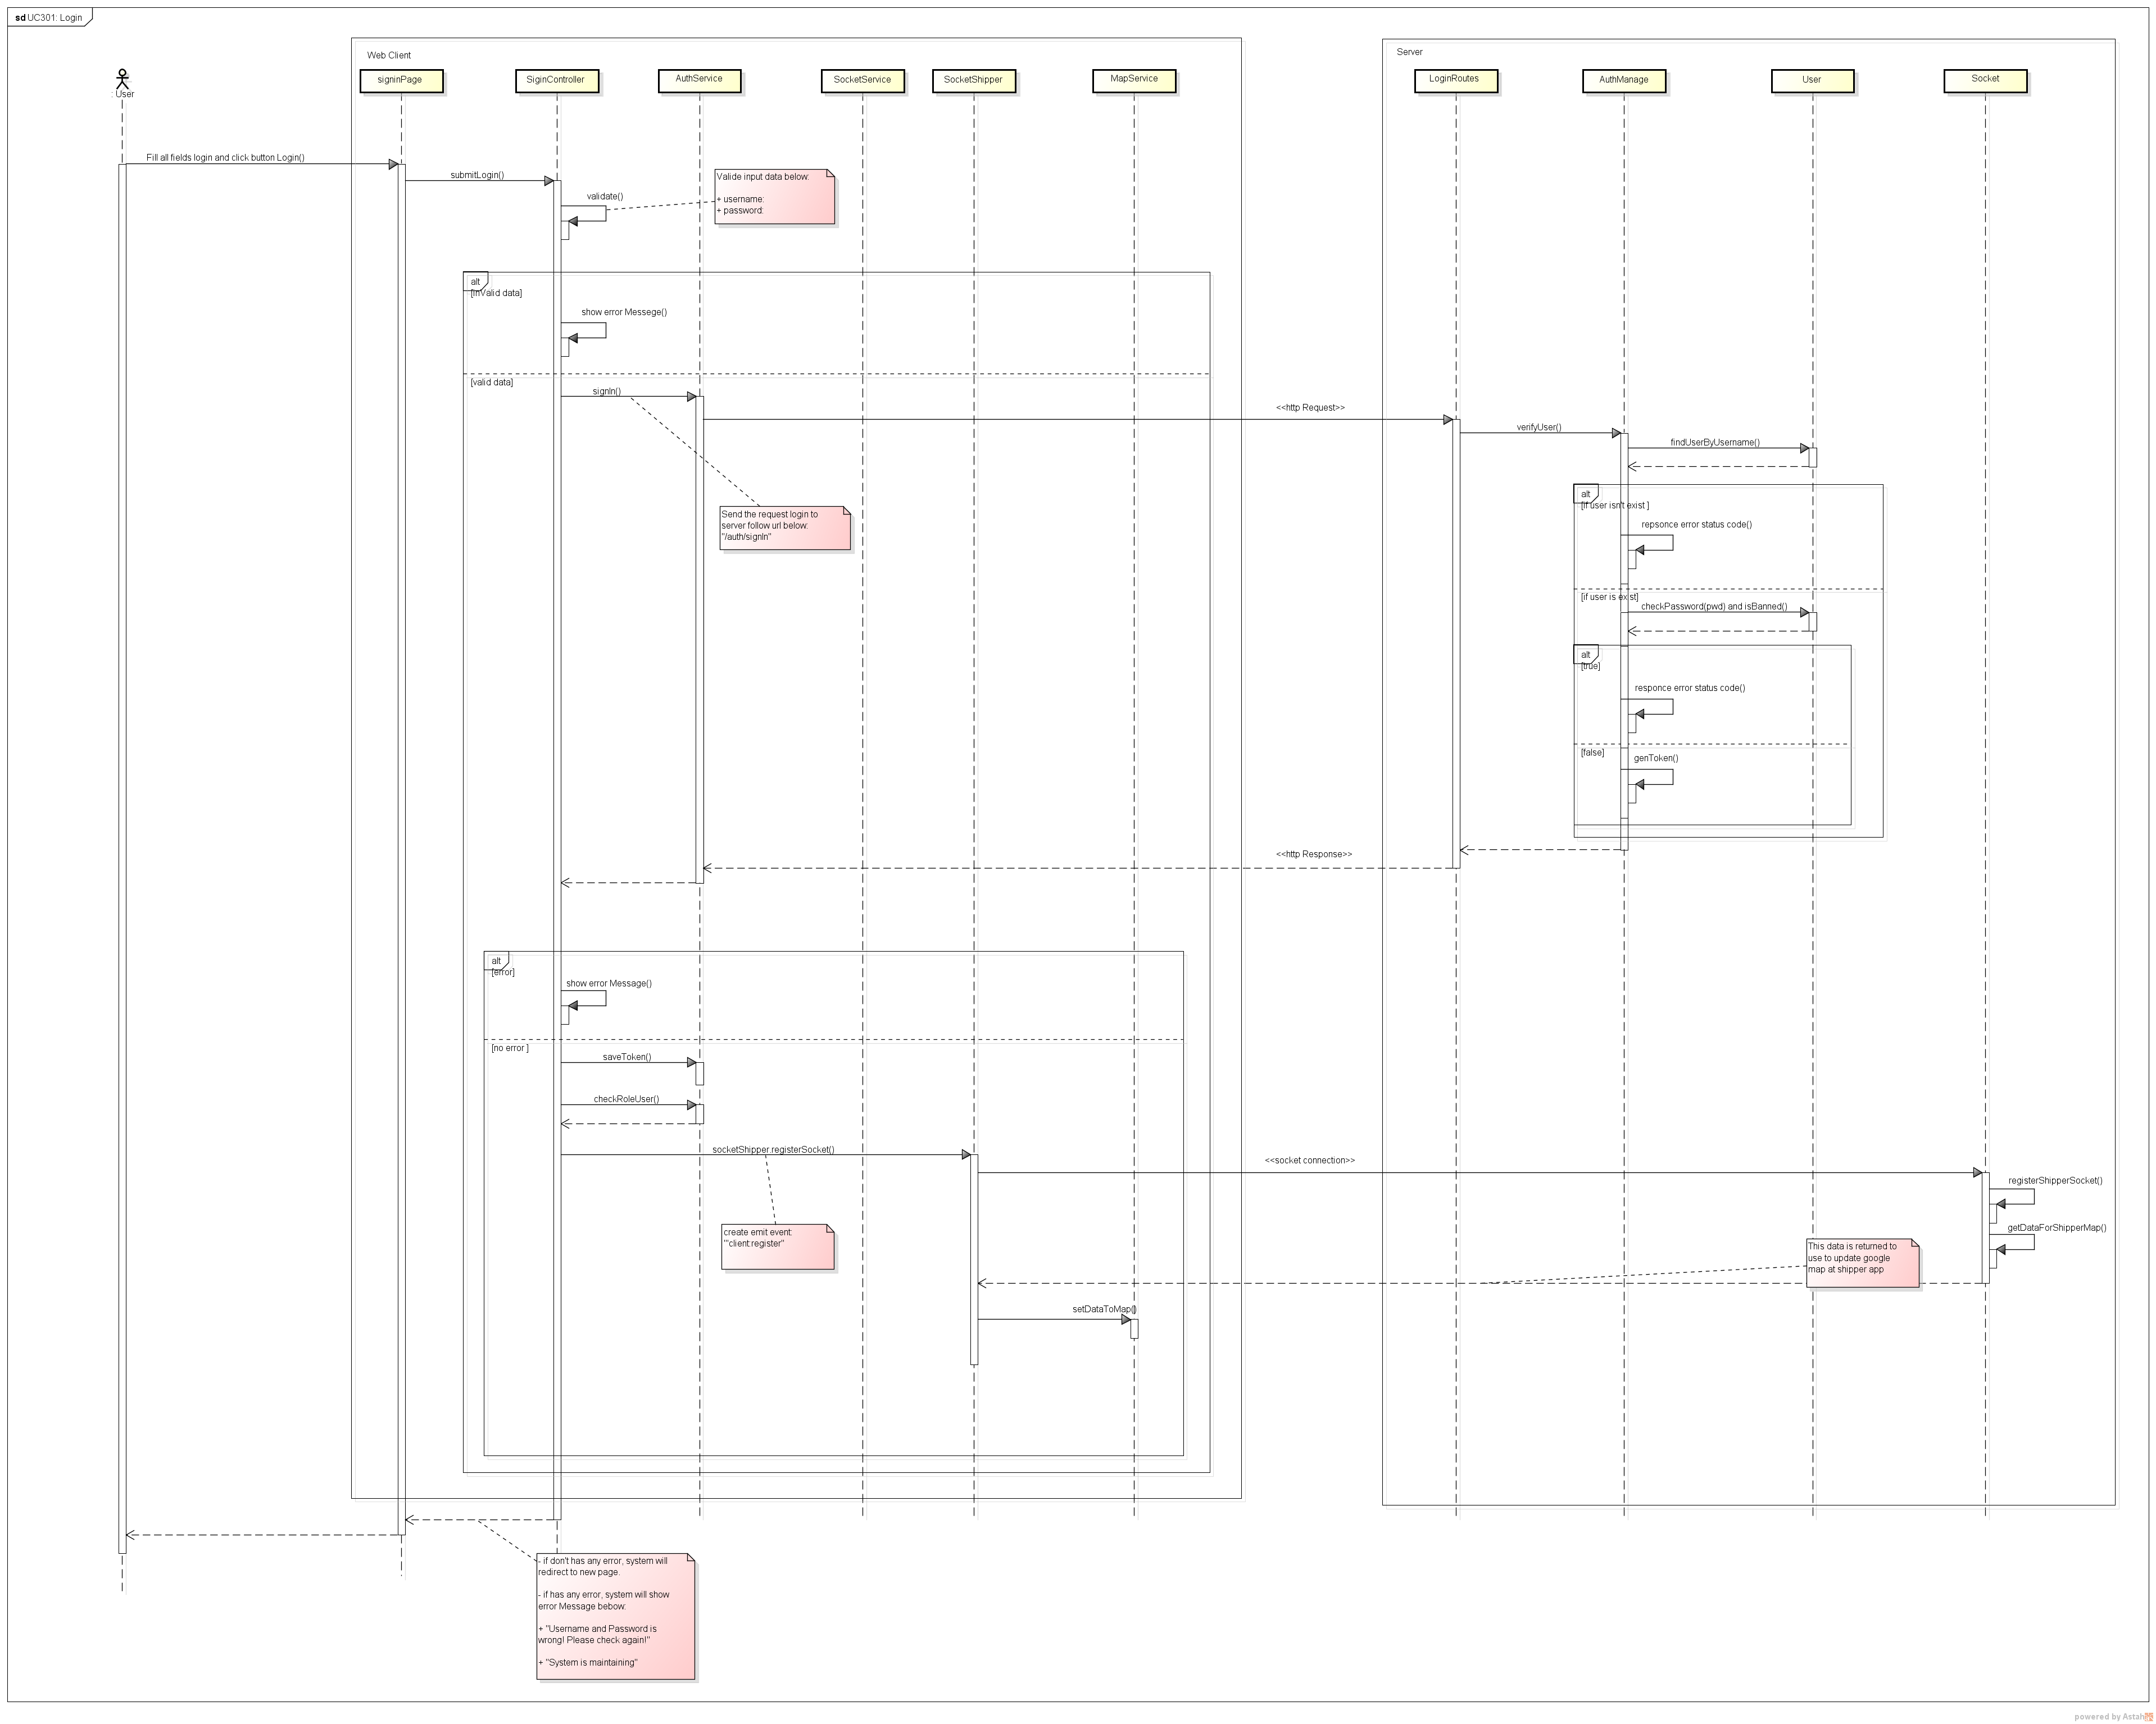 sd UC301: Login
Web Client
Server
: User
signinPage
SiginController
AuthService
SocketService
SocketShipper
MapService
LoginRoutes
AuthManage
User
Socket
Fill all fields login and click button Login()
submitLogin()
validate()
Valide input data below:
+ username:
+ password:
alt
[inValid data]
show error Messege()
[valid data]
signIn()
<<http Request>>
verifyUser()
findUserByUsername()
Send the request login to
server follow url below:
"/auth/signIn"
alt
[if user isn't exist ]
repsonce error status code()
[if user is exist]
checkPassword(pwd) and isBanned()
alt
[true]
responce error status code()
[false]
genToken()
<<http Response>>
alt
[error]
show error Message()
[no error ]
saveToken()
checkRoleUser()
socketShipper.registerSocket()
<<socket connection>>
registerShipperSocket()
getDataForShipperMap()
create emit event:
"'client:register"
This data is returned to
use to update google
map at shipper app
setDataToMap()
- if don't has any error, system will
redirect to new page.
- if has any error, system will show
error Message bebow:
+ "Username and Password is
wrong! Please check again!"
+ "System is maintaining"
powered by Astah